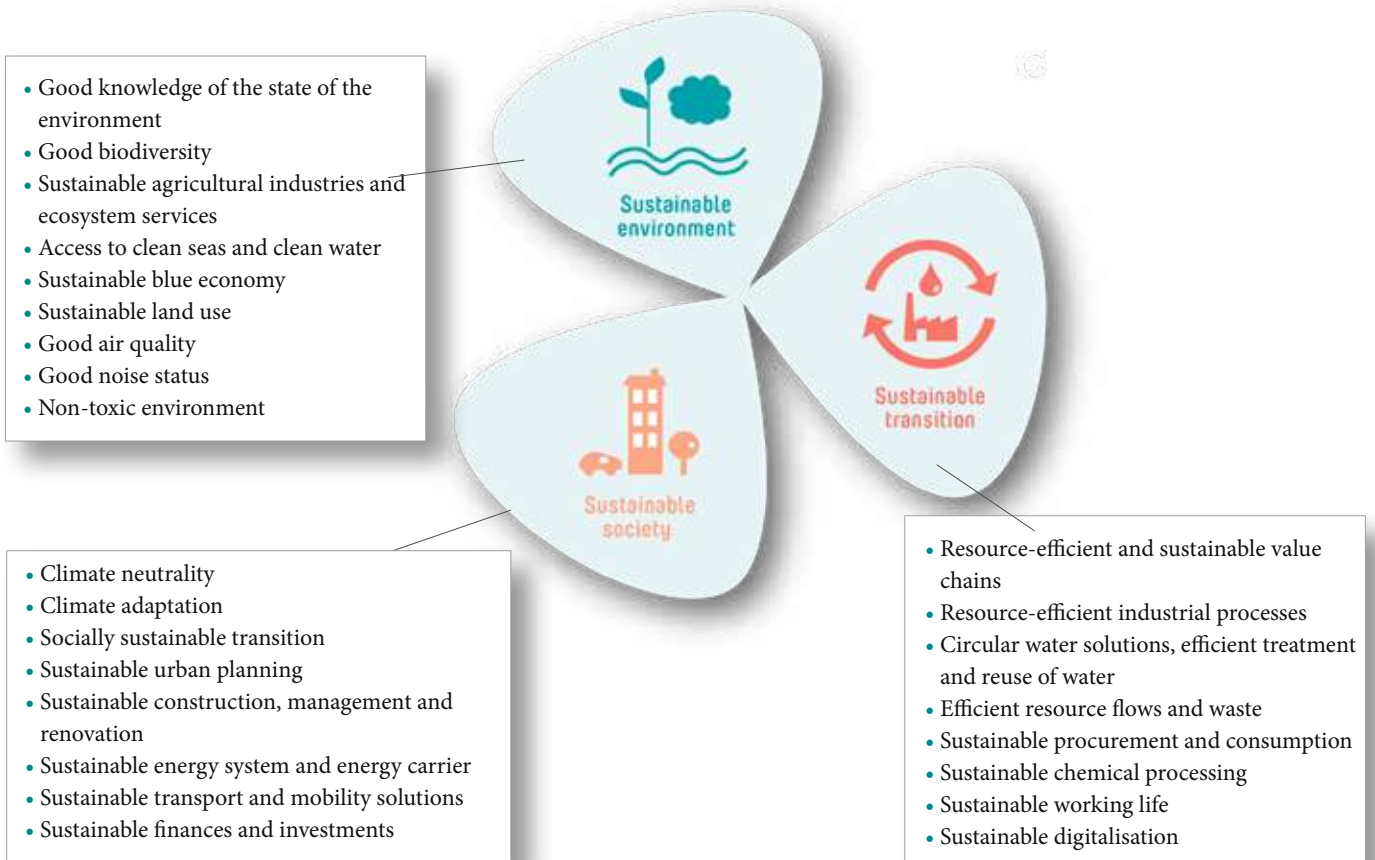 • Good knowledge of the state of the
environment
• Good biodiversity
• Sustainable agricultural industries and
ecosystem services
• Access to clean seas and clean water
• Sustainable blue economy
• Sustainable land use
• Good air quality
• Good noise status
• Non-toxic environment
Sustainable
environment
Sustainable
transition
Sustainable
society
• Climate neutrality
• Climate adaptation
• Socially sustainable transition
• Sustainable urban planning
• Sustainable construction, management and
renovation
• Sustainable energy system and energy carrier
• Sustainable transport and mobility solutions
• Sustainable finances and investments
• Resource-efficient and sustainable value
chains
• Resource-efficient industrial processes
• Circular water solutions, efficient treatment
and reuse of water
• Efficient resource flows and waste
• Sustainable procurement and consumption
• Sustainable chemical processing
• Sustainable working life
• Sustainable digitalisation